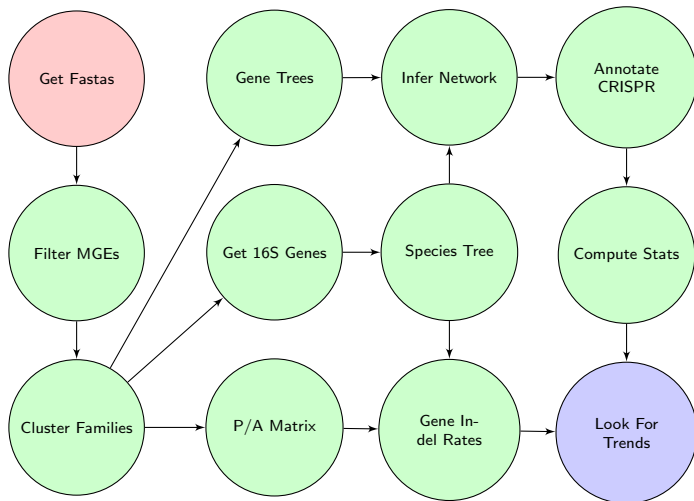 Get Fastas
Gene Trees
Infer Network
Annotate
CRISPR
Filter MGEs
Get 16S Genes
Species Tree
Compute Stats
Cluster Families
P/A Matrix
Gene In-
del Rates
Look For
Trends